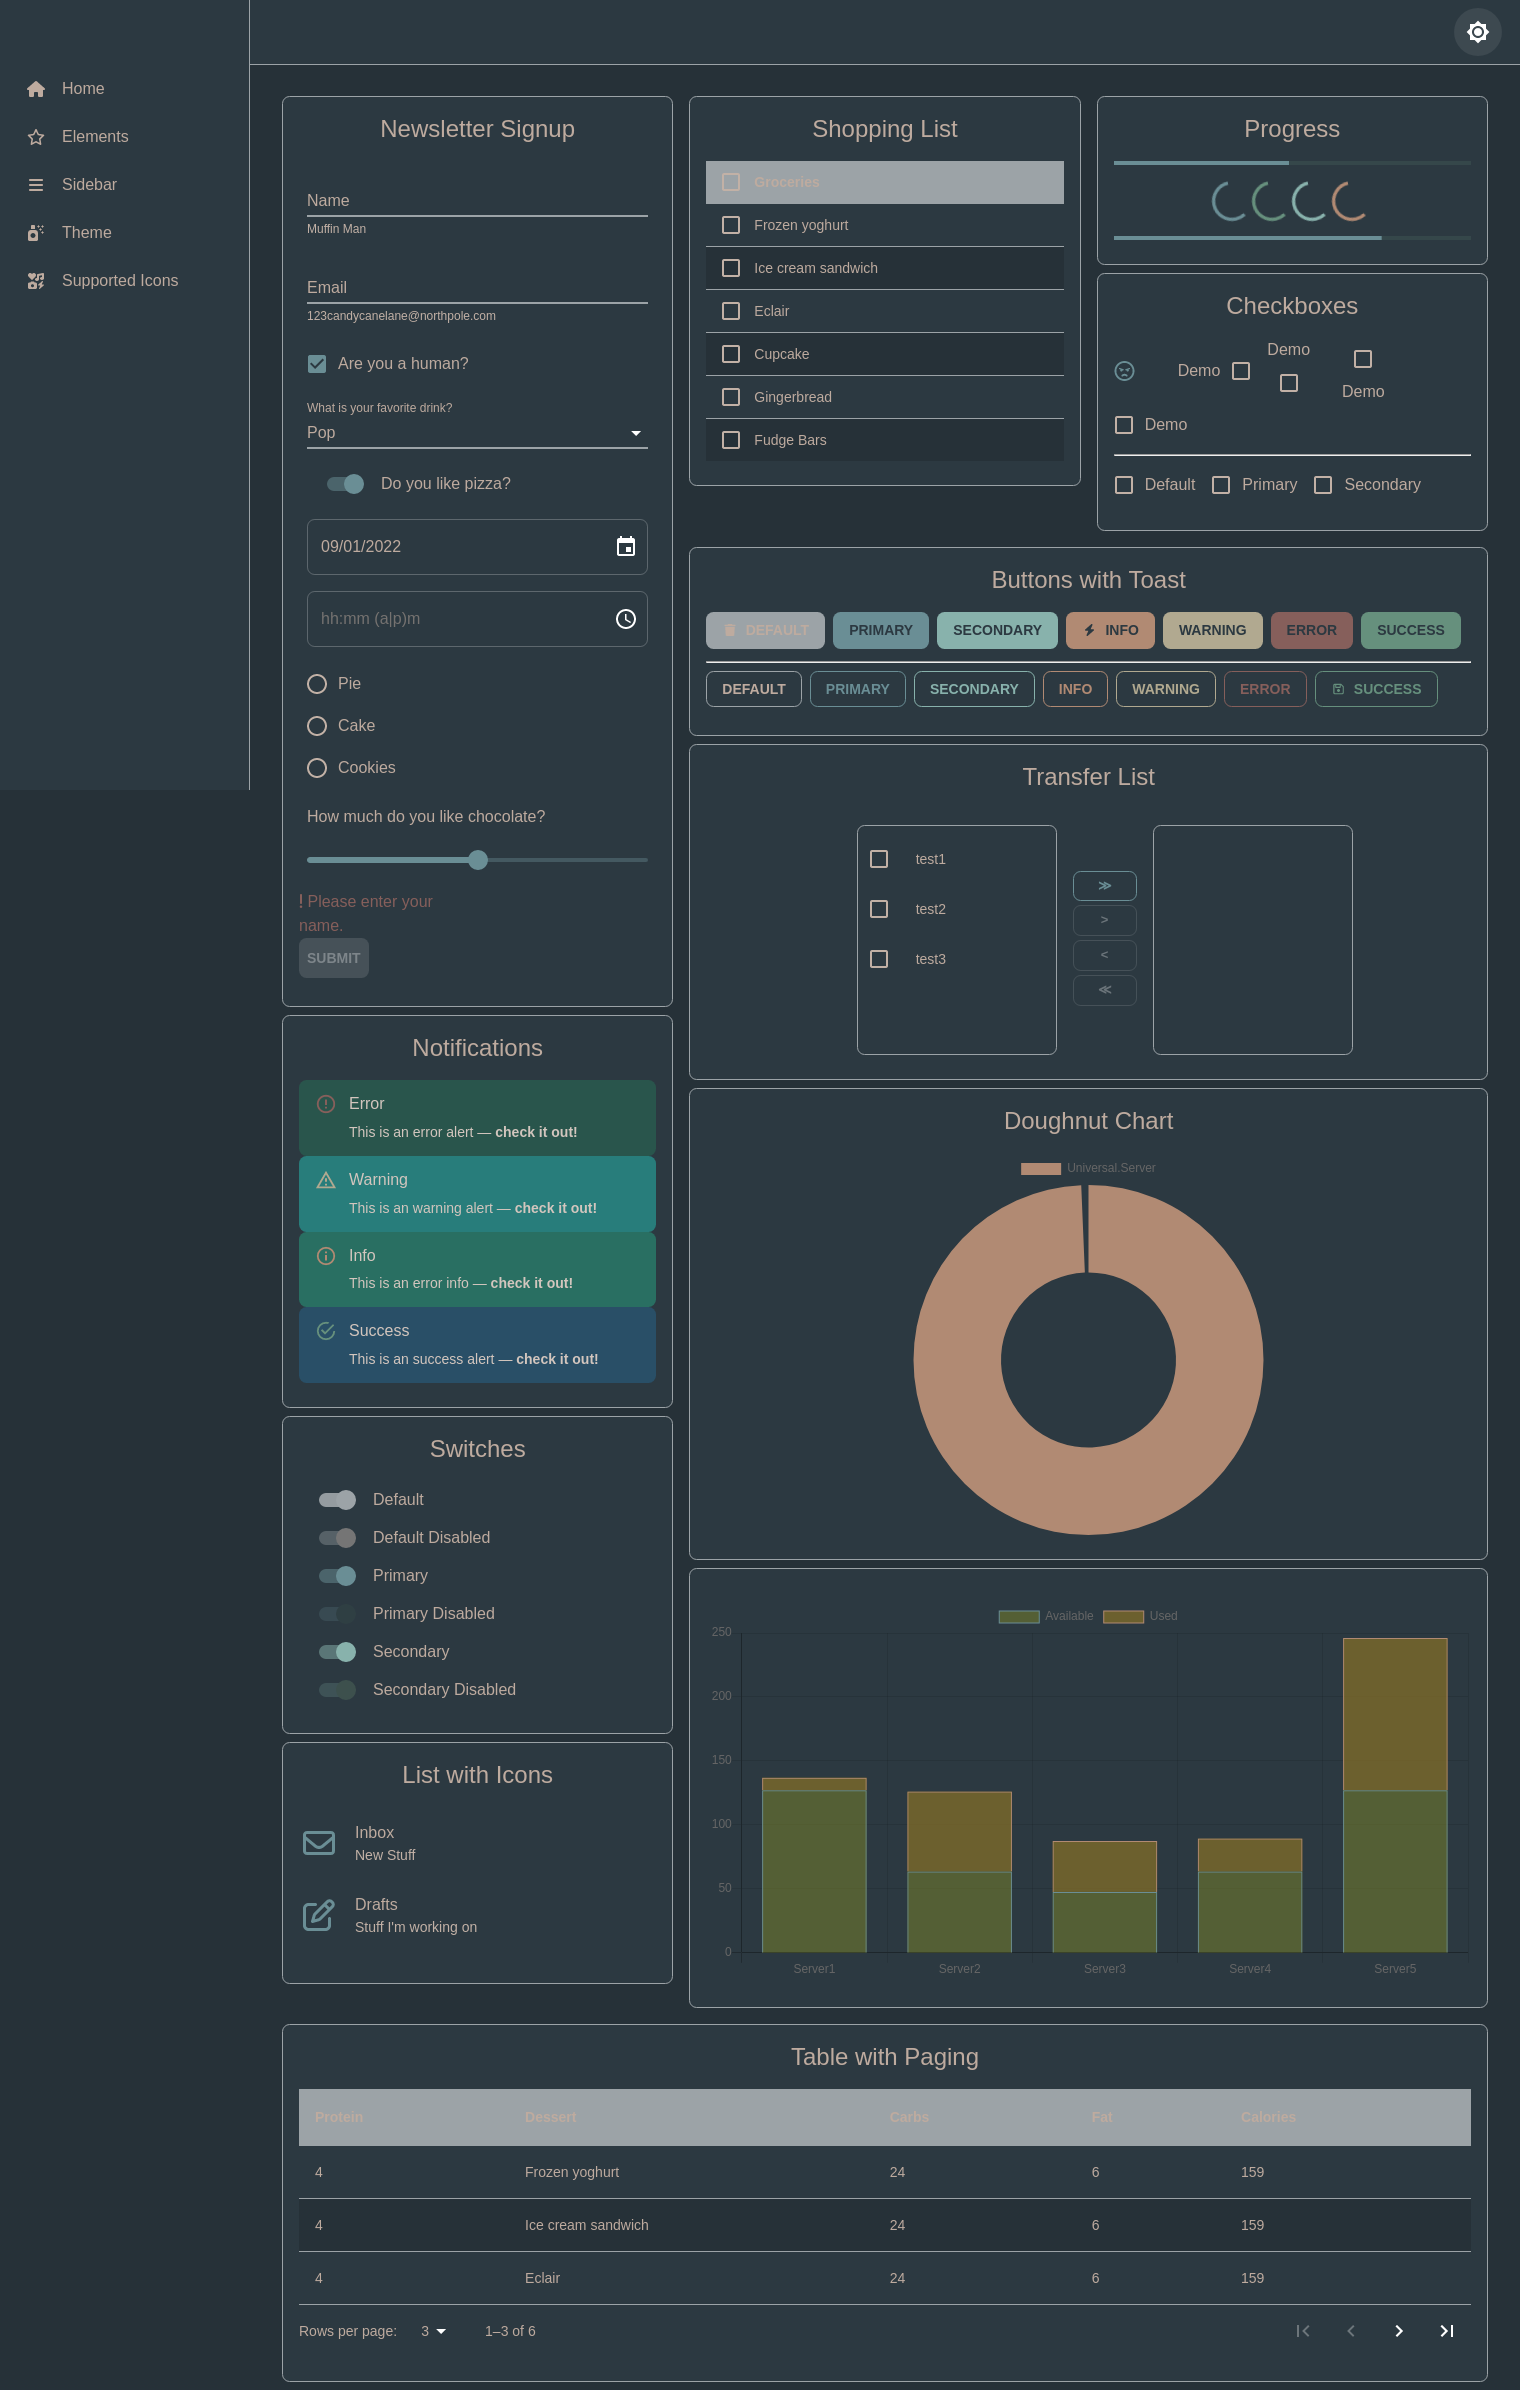 Home
Elements
Sidebar
Theme
Supported Icons
Newsletter Signup
Name
Muffin Man
Email
123candycanelane@northpole.com
Are you a human?
What is your favorite drink?
Pop
Do you like pizza?
09/01/2022
hh:mm (a|p)m
Pie
Cake
Cookies
How much do you like chocolate?
! Please enter your
name.
SUBMIT
Notifications
Error
This is an error alert — check it out!
Warning
This is an warning alert — check it out!
Info
This is an error info — check it out!
Success
This is an success alert — check it out!
Switches
Default
Default Disabled
Primary
Primary Disabled
Secondary
Secondary Disabled
List with Icons
Inbox
New Stuff
Drafts
Stuff I'm working on
Shopping List
Groceries
Frozen yoghurt
Ice cream sandwich
Eclair
Cupcake
Gingerbread
Fudge Bars
Progress
Checkboxes
Demo
Demo
Demo
Demo
Default Primary Secondary
Buttons with Toast
DEFAULT PRIMARY SECONDARY INFO WARNING ERROR SUCCESS
DEFAULT PRIMARY SECONDARY INFO WARNING ERROR SUCCESS
Transfer List
test1
test2
test3
≫
>
<
≪
Doughnut Chart
Universal.Server
Available Used
250
200
150
100
50
0
Server1 Server2 Server3 Server4 Server5
Table with Paging
Protein Dessert Carbs Fat Calories
4 Frozen yoghurt 24 6 159
4 Ice cream sandwich 24 6 159
4 Eclair 24 6 159
Rows per page: 3 1–3 of 6